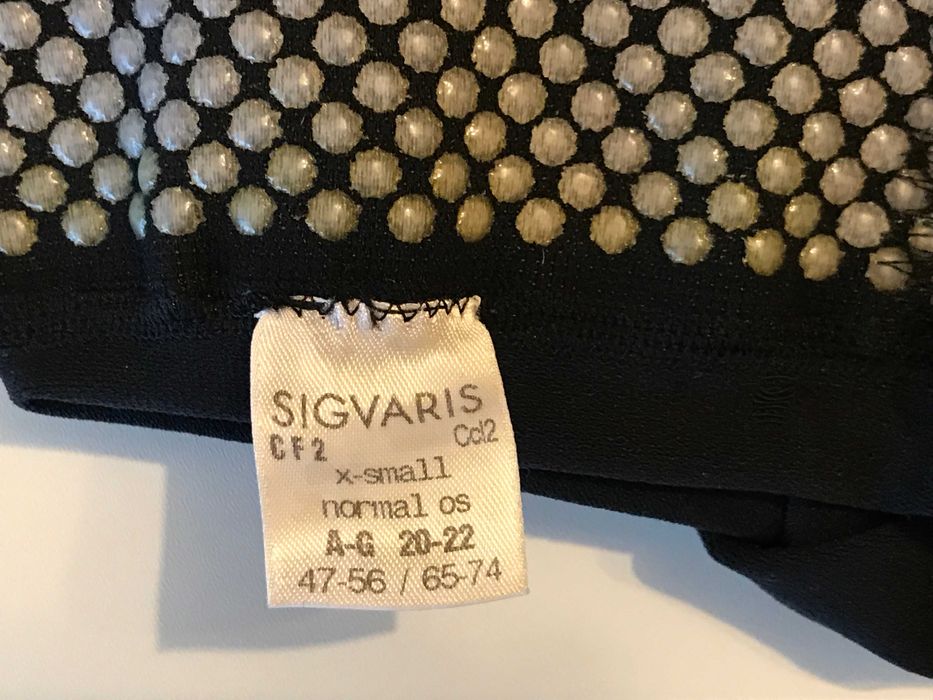 SIGVARIS
CF2 Ccl2
x-small
normal os
A-G 20-22
47-56 / 65-74